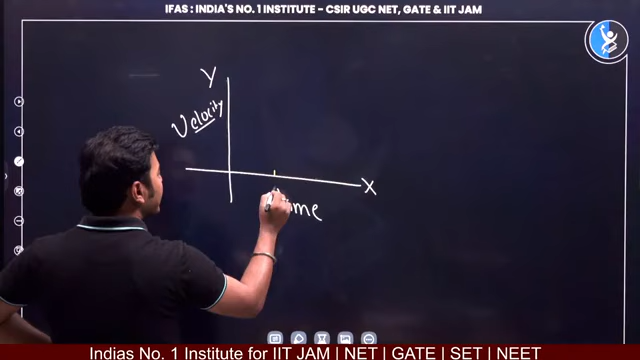 IFAS : INDIA'S NO. 1 INSTITUTE - CSIR UGC NET, GATE & IIT JAM
Y
Velocity
X
Indias No. 1 Institute for IIT JAM | NET | GATE | SET | NEET